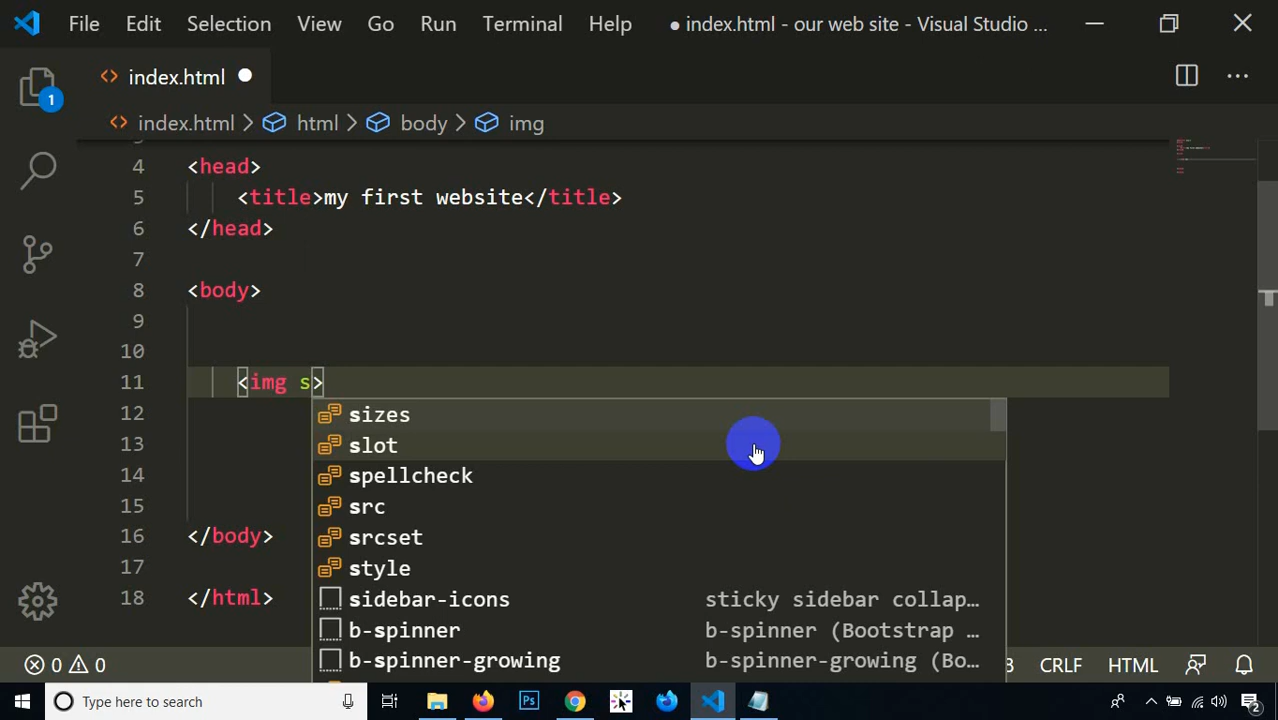 File Edit Selection View Go Run Terminal Help ● index.html - our web site - Visual Studio ...
index.html
1
index.html > html > body > img
4 <head>
5 <title>my first website</title>
6 </head>
7
8 <body>
9
10
11 <img s>
12 sizes
13 slot
14 spellcheck
15 src
srcset
16 </body>
17 style
18 </html>
sidebar-icons sticky sidebar collap...
b-spinner b-spinner (Bootstrap ...
b-spinner-growing b-spinner-growing (Bo...
0 0 CRLF HTML
Type here to search
2